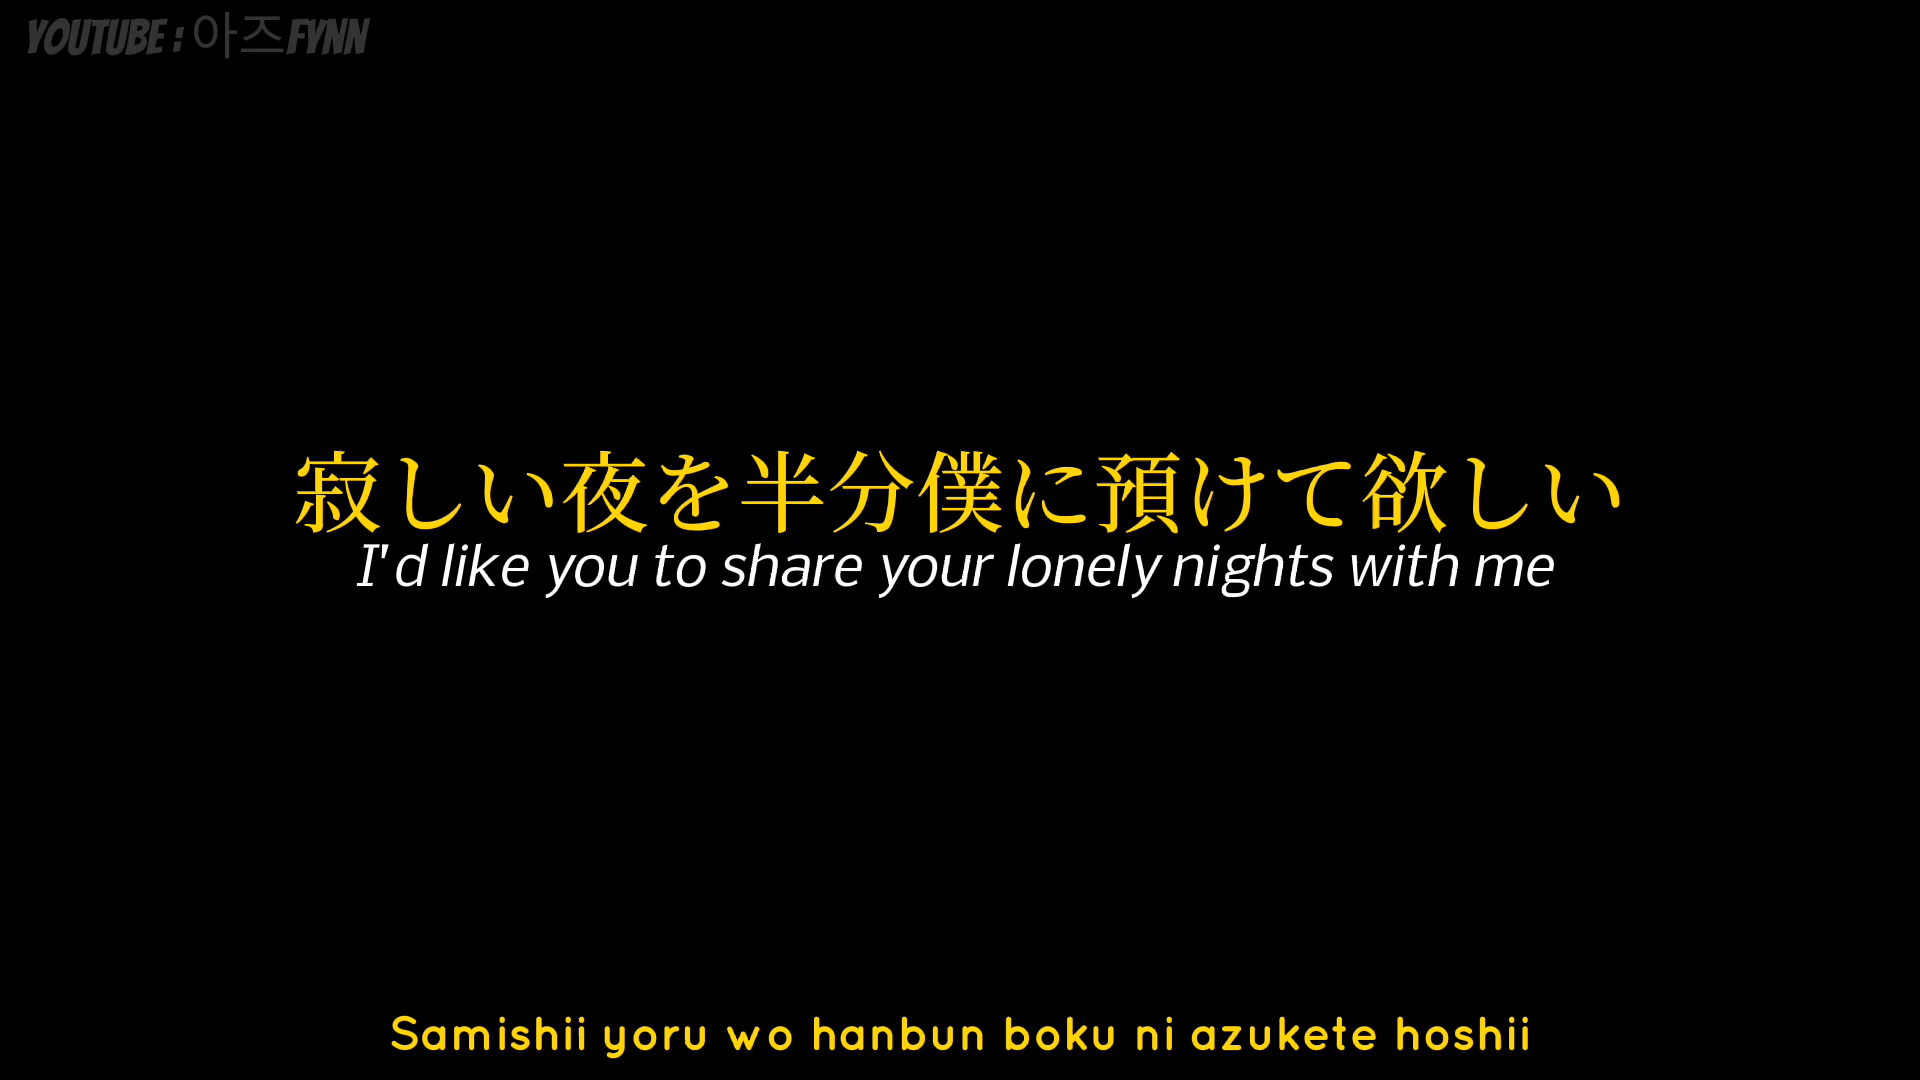 YOUTUBE : 아즈FYNN
寂しい夜を半分僕に預けて欲しい
I'd like you to share your lonely nights with me
Samishii yoru wo hanbun boku ni azukete hoshii